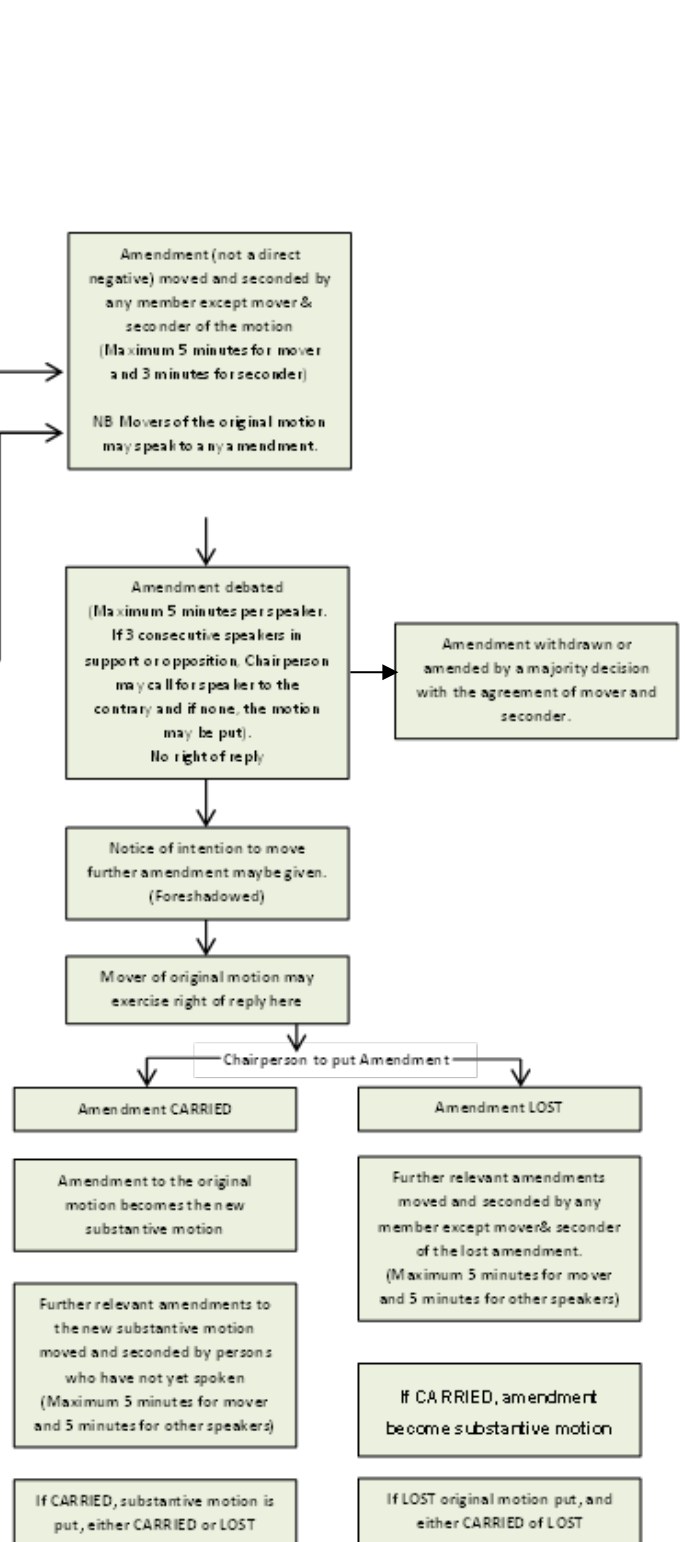 Amendment (not a direct
negative) moved and seconded by
any member except mover &
seconder of the motion
(Maximum 5 minutes for mover
and 3 minutes for seconder)
NB Movers of the original motion
may speak to any amendment.
Amendment debated
(Maximum 5 minutes per speaker.
If 3 consecutive speakers in
support or opposition, Chairperson
may call for speaker to the
contrary and if none, the motion
may be put).
No right of reply
Amendment withdrawn or
amended by a majority decision
with the agreement of mover and
seconder.
Notice of intention to move
further amendment maybe given.
(Foreshadowed)
Mover of original motion may
exercise right of reply here
Chairperson to put Amendment
Amendment CARRIED
Amendment to the original
motion becomes the new
substantive motion
Further relevant amendments to
the new substantive motion
moved and seconded by persons
who have not yet spoken
(Maximum 5 minutes for mover
and 5 minutes for other speakers)
If CARRIED, substantive motion is
put, either CARRIED or LOST
Amendment LOST
Further relevant amendments
moved and seconded by any
member except mover& seconder
of the lost amendment.
(Maximum 5 minutes for mover
and 5 minutes for other speakers)
If CARRIED, amendment
become substantive motion
If LOST original motion put, and
either CARRIED of LOST